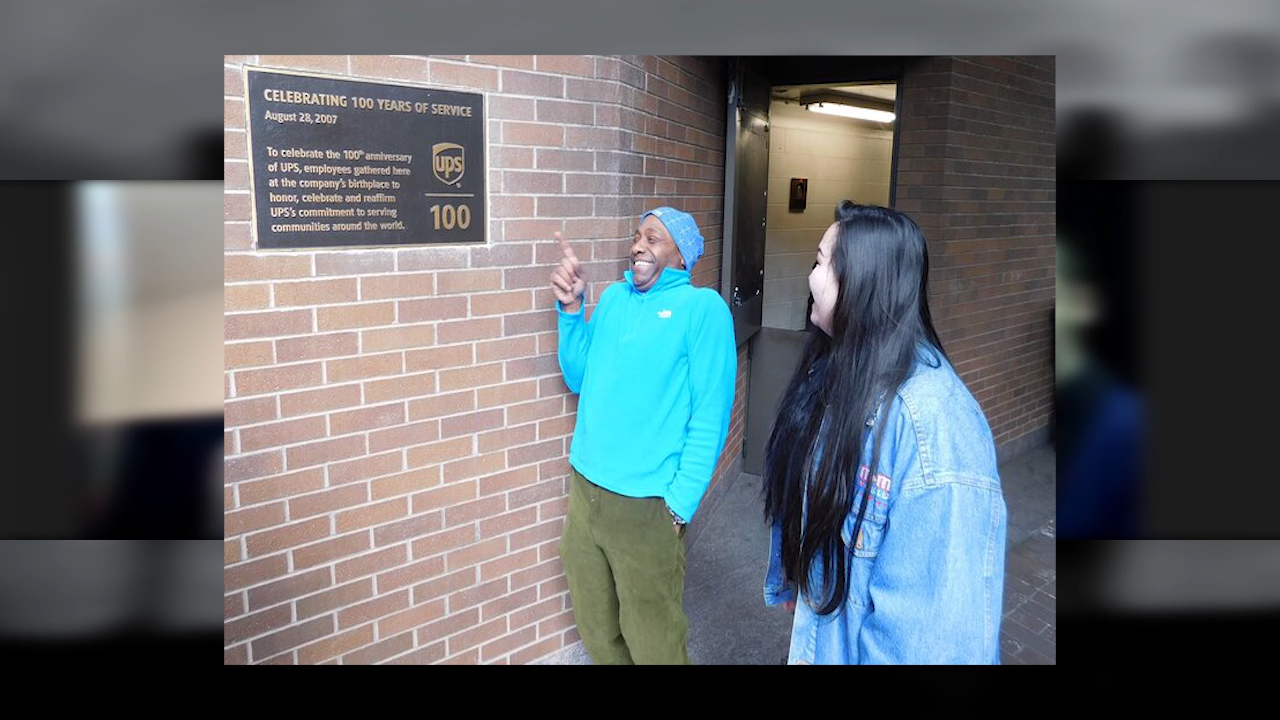 CELEBRATING 100 YEARS OF SERVICE
August 28, 2007
To celebrate the 100th anniversary
of UPS, employees gathered here
at the company's birthplace to
honor, celebrate and reaffirm
UPS's commitment to serving
communities around the world.
ups
100